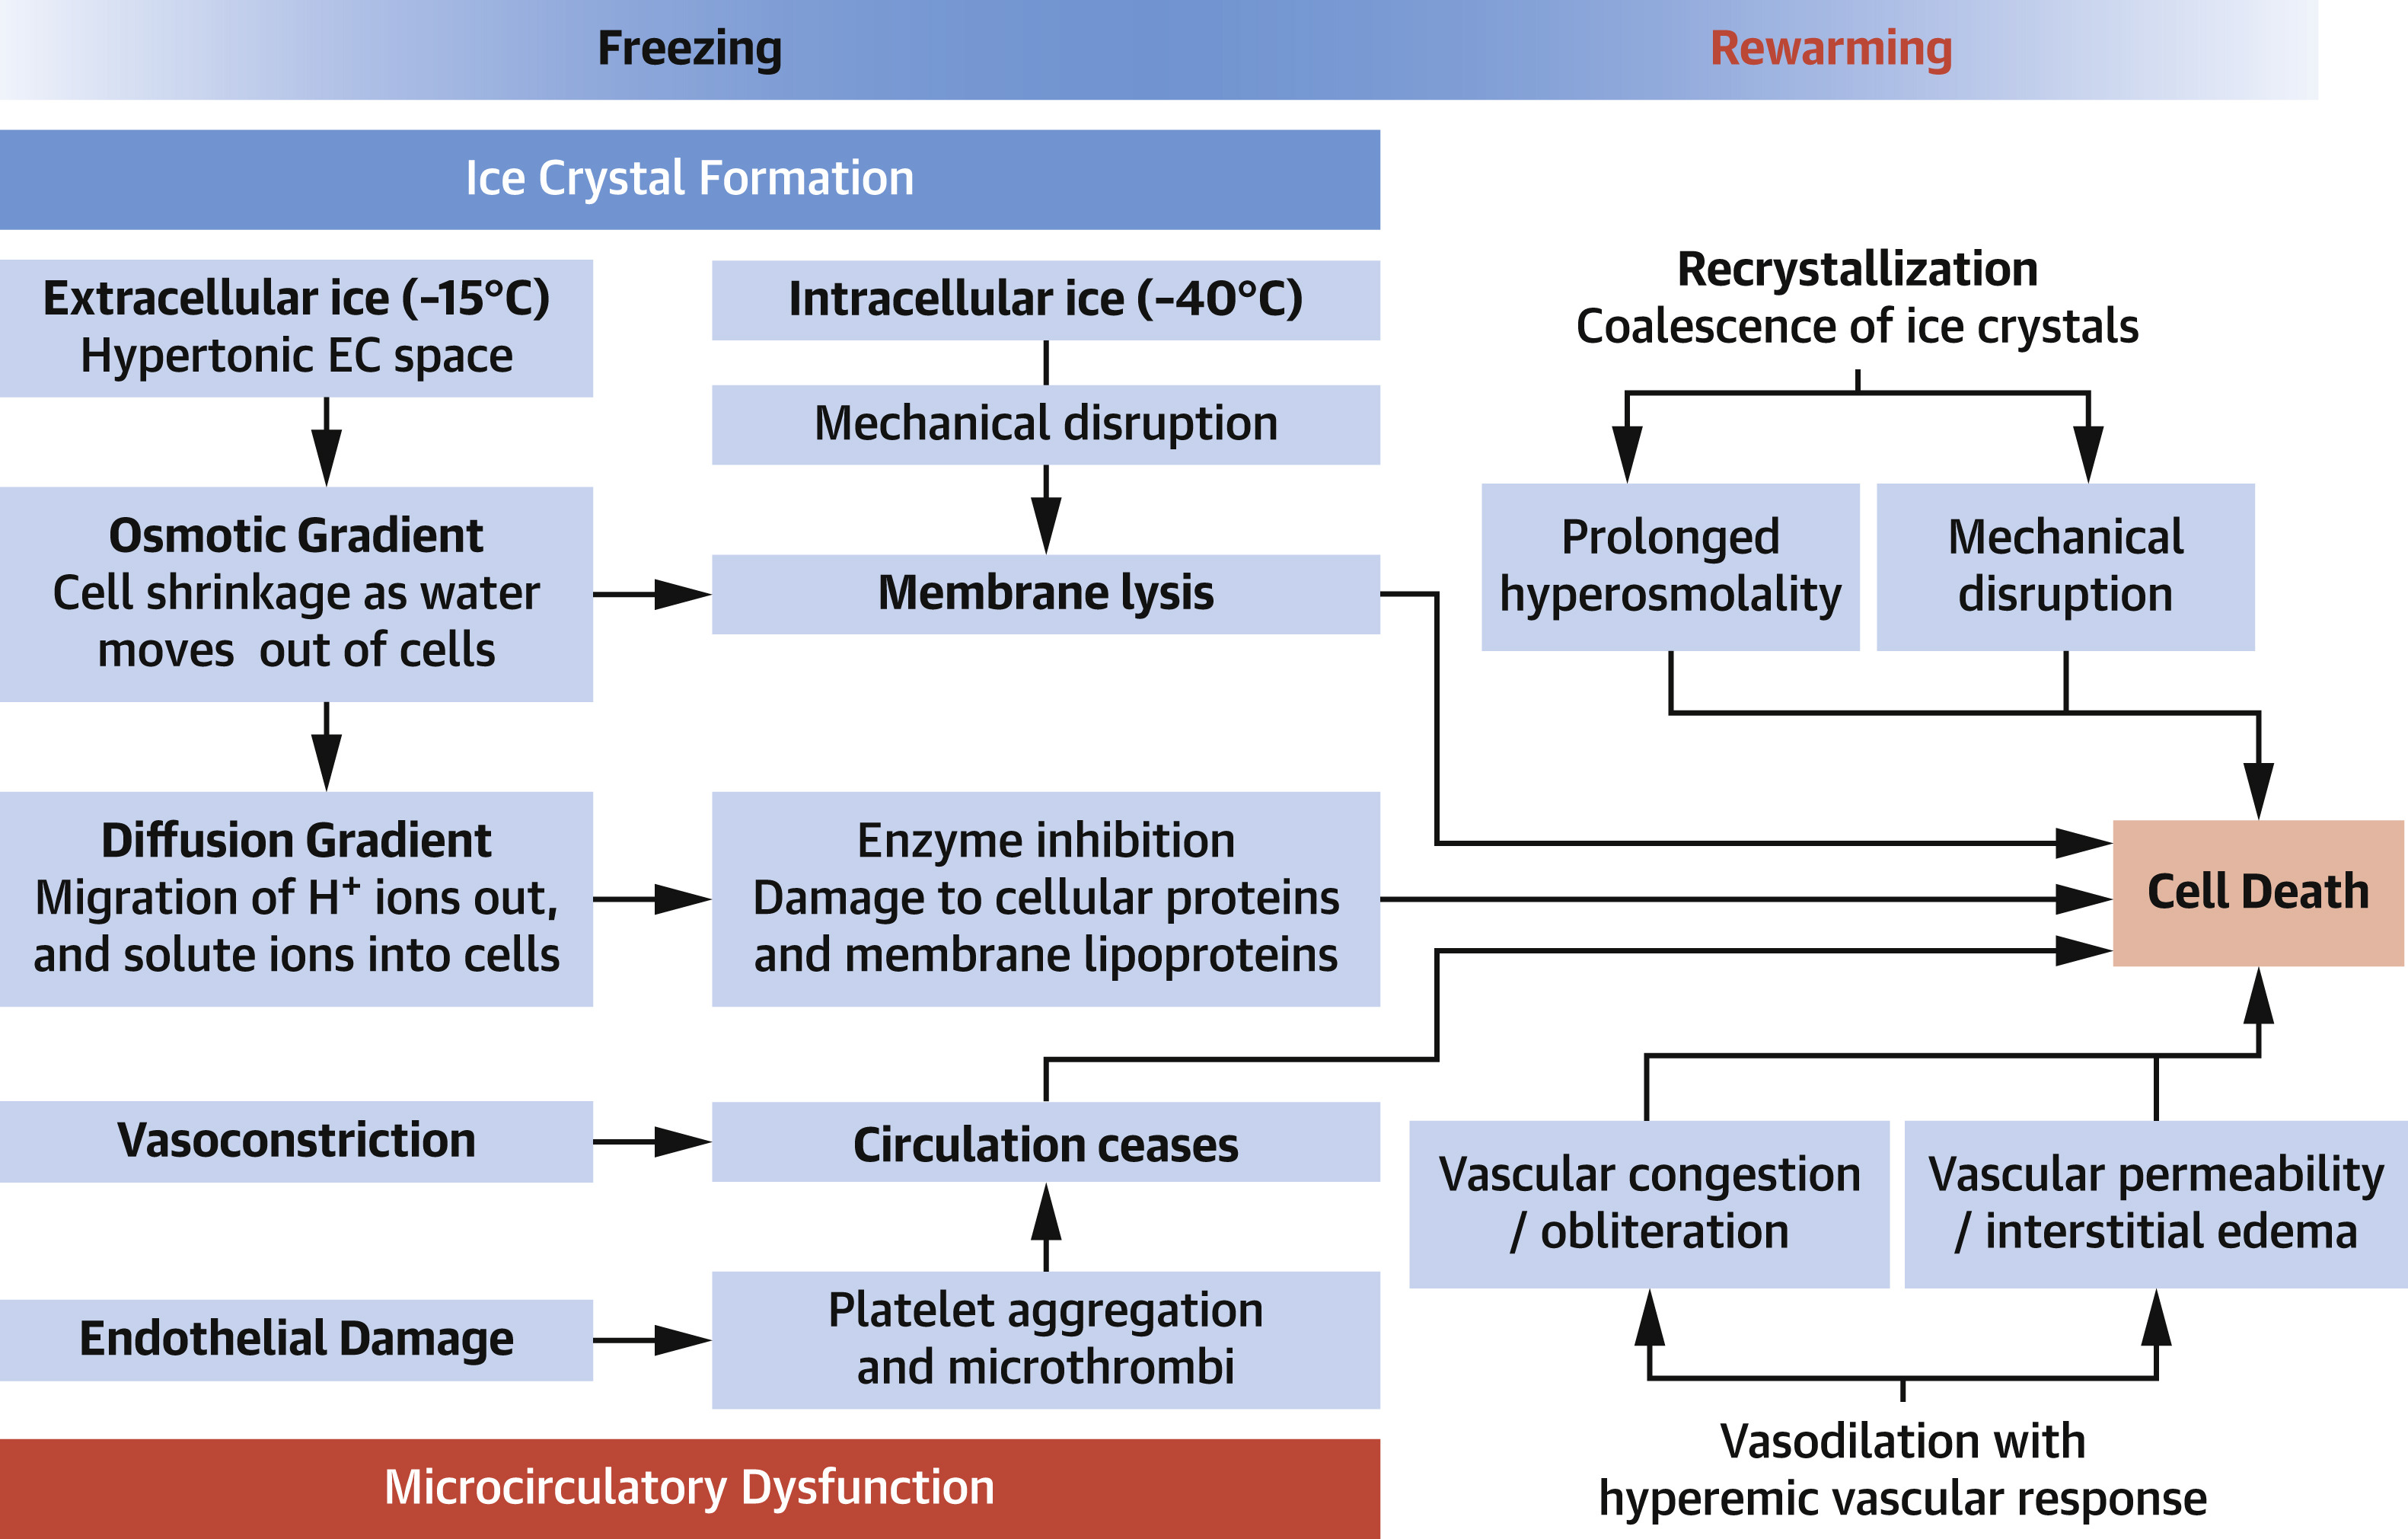 Freezing
Rewarming
Ice Crystal Formation
Extracellular ice (-15°C)
Hypertonic EC space
Intracellular ice (-40°C)
Mechanical disruption
Osmotic Gradient
Cell shrinkage as water
moves out of cells
Membrane lysis
Diffusion Gradient
Migration of H⁺ ions out,
and solute ions into cells
Enzyme inhibition
Damage to cellular proteins
and membrane lipoproteins
Vasoconstriction
Circulation ceases
Endothelial Damage
Platelet aggregation
and microthrombi
Microcirculatory Dysfunction
Recrystallization
Coalescence of ice crystals
Prolonged
hyperosmolality
Mechanical
disruption
Cell Death
Vascular congestion
/ obliteration
Vascular permeability
/ interstitial edema
Vasodilation with
hyperemic vascular response